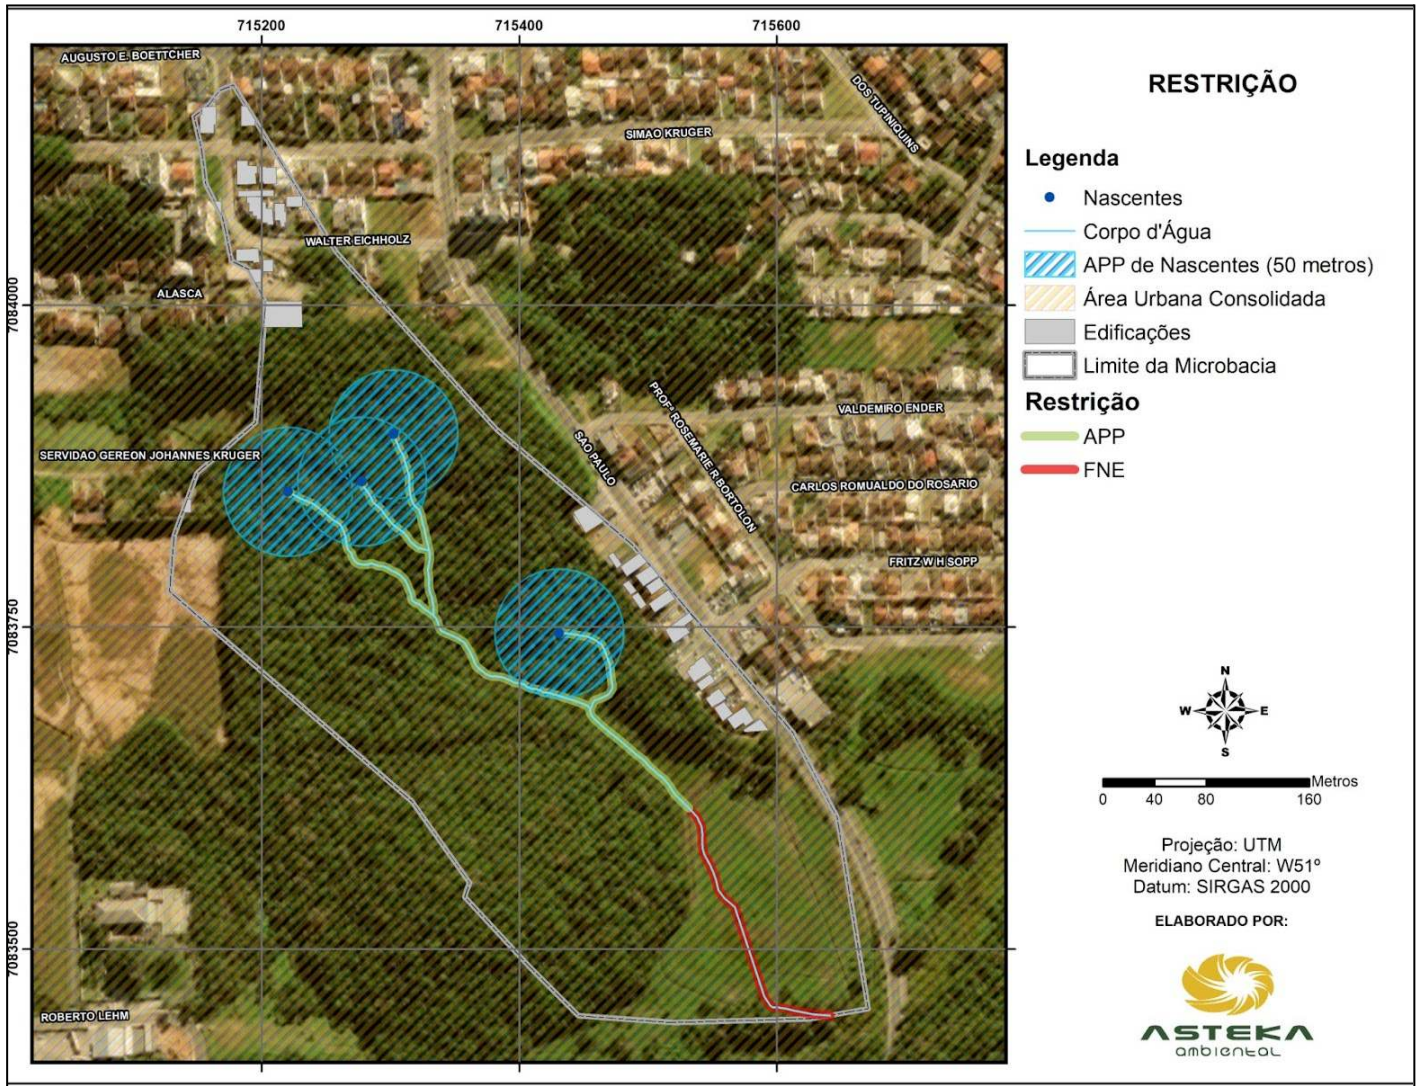 715200
715400
715600
7084000
7083750
7083500
AUGUSTO E. BOETTCHER
DOS TUPINIQUINS
SIMAO KRUGER
WALTER EICHHOLZ
ALASCA
PROFª ROSEMARIE R BORTOLON
VALDEMIRO ENDER
SAO PAULO
SERVIDAO GEREON JOHANNES KRUGER
CARLOS ROMUALDO DO ROSARIO
FRITZ W H SOPP
ROBERTO LEHM
RESTRIÇÃO
Legenda
Nascentes
Corpo d'Água
APP de Nascentes (50 metros)
Área Urbana Consolidada
Edificações
Limite da Microbacia
Restrição
APP
FNE
N
W E
S
Metros
0 40 80 160
Projeção: UTM
Meridiano Central: W51º
Datum: SIRGAS 2000
ELABORADO POR:
ASTEKA
ambiental